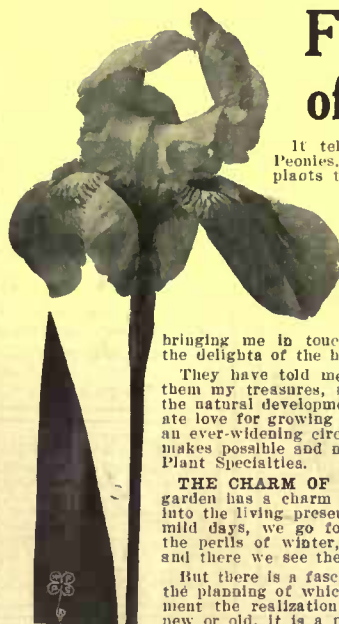 F
of
It tel
Peonies,
plants t
bringing me in touc
the delights of the h
They have told me
them my treasures, a
the natural developme
ate love for growing
an ever-widening circ
makes possible and m
Plant Specialties.
THE CHARM OF
garden has a charm
into the living presen
mild days, we go fo
the perils of winter,
and there we see the
But there is a fasc
the planning of which
ment the realization
new or old, it is a p